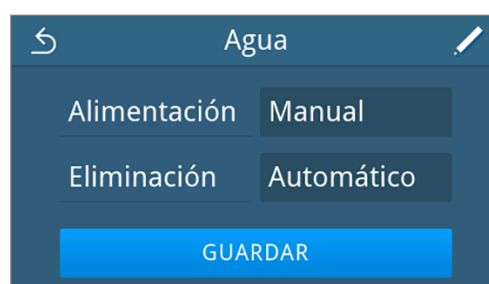 Agua
Alimentación Manual
Eliminación Automático
GUARDAR